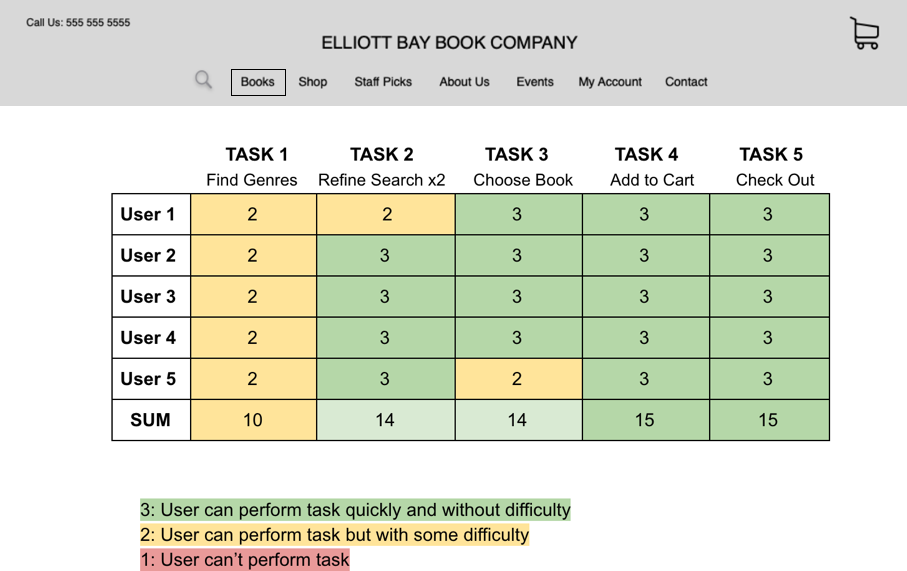 Call Us: 555 555 5555
ELLIOTT BAY BOOK COMPANY
Books Shop Staff Picks About Us Events My Account Contact
TASK 1 TASK 2 TASK 3 TASK 4 TASK 5
Find Genres Refine Search x2 Choose Book Add to Cart Check Out
User 1 2 2 3 3 3
User 2 2 3 3 3 3
User 3 2 3 3 3 3
User 4 2 3 3 3 3
User 5 2 3 2 3 3
SUM 10 14 14 15 15
3: User can perform task quickly and without difficulty
2: User can perform task but with some difficulty
1: User can’t perform task